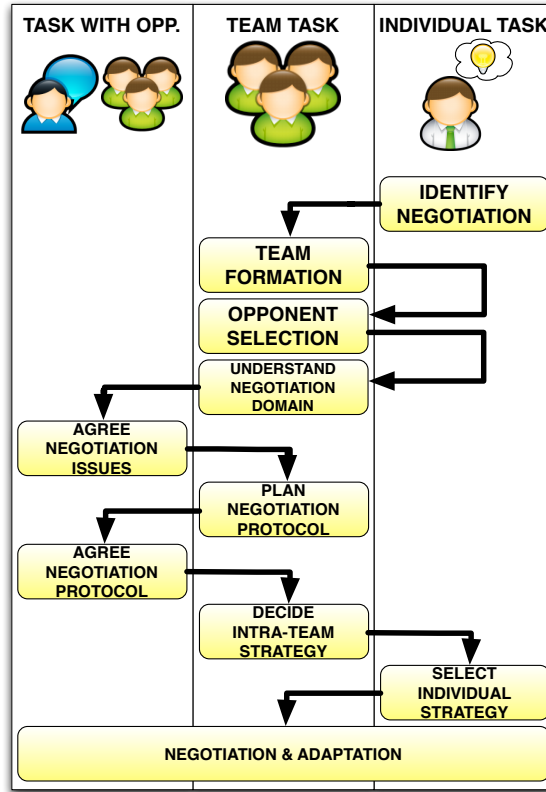 TASK WITH OPP.
TEAM TASK
INDIVIDUAL TASK
IDENTIFY
NEGOTIATION
TEAM
FORMATION
OPPONENT
SELECTION
UNDERSTAND
NEGOTIATION
DOMAIN
AGREE
NEGOTIATION
ISSUES
PLAN
NEGOTIATION
PROTOCOL
AGREE
NEGOTIATION
PROTOCOL
DECIDE
INTRA-TEAM
STRATEGY
SELECT
INDIVIDUAL
STRATEGY
NEGOTIATION & ADAPTATION